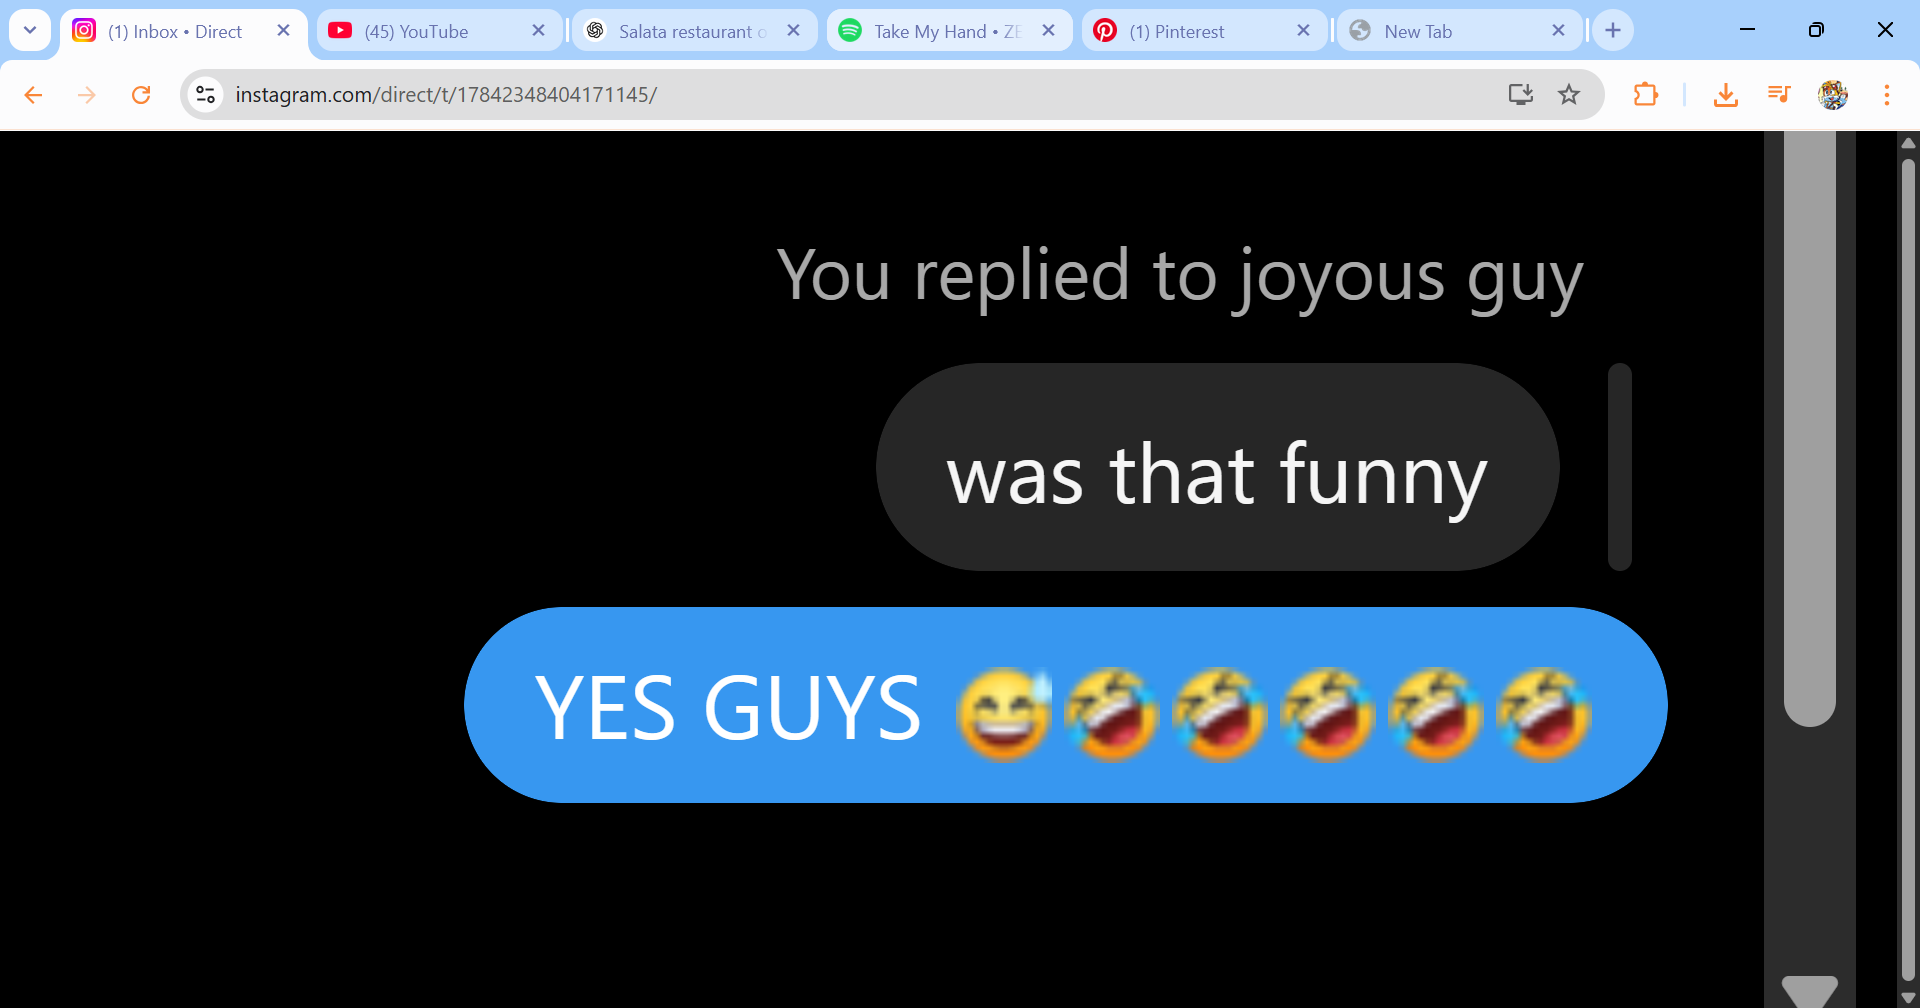 (1) Inbox • Direct
(45) YouTube
Salata restaurant
Take My Hand •
(1) Pinterest
New Tab
instagram.com/direct/t/17842348404171145/
You replied to joyous guy
was that funny
YES GUYS 😅🤣🤣🤣🤣🤣